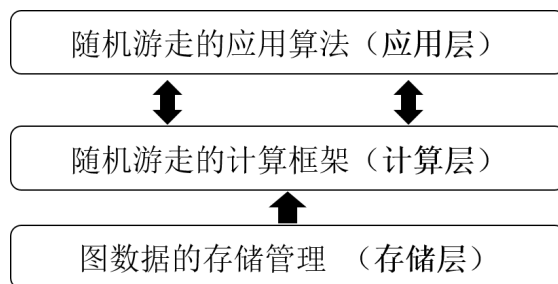 随机游走的应用算法（应用层）
随机游走的计算框架（计算层）
图数据的存储管理 （存储层）